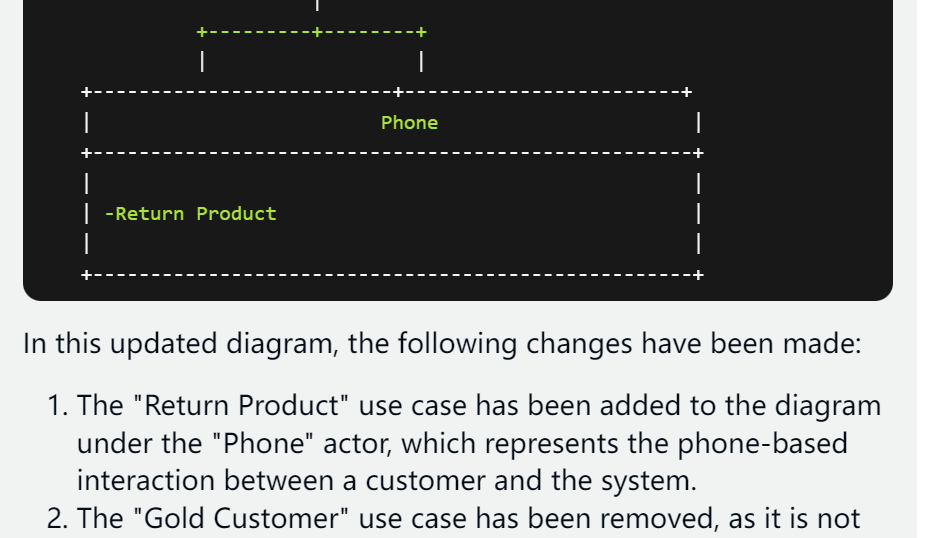 |
+---------+--------+
| |
+--------------------------+------------------------+
| Phone |
+----------------------------------------------------+
| |
| -Return Product |
| |
+----------------------------------------------------+
In this updated diagram, the following changes have been made:
1. The "Return Product" use case has been added to the diagram
under the "Phone" actor, which represents the phone-based
interaction between a customer and the system.
2. The "Gold Customer" use case has been removed, as it is not